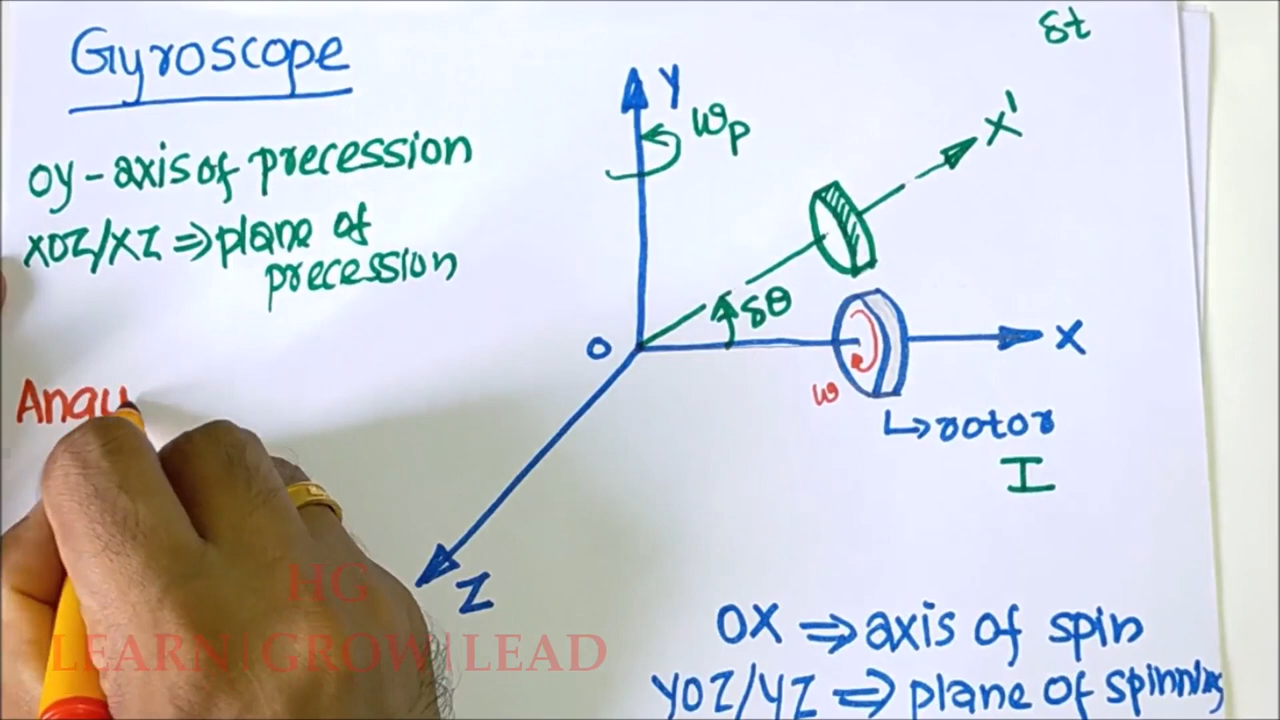 Gyroscope
δt
Y
ωp
X'
oy - axis of precession
XOZ/XZ ⇒ plane of
precession
δθ
O
X
Angu
ω
rotor
I
Z
HG
LEARN|GROW|LEAD
OX ⇒ axis of spin
YOZ/YZ ⇒ plane of spinning